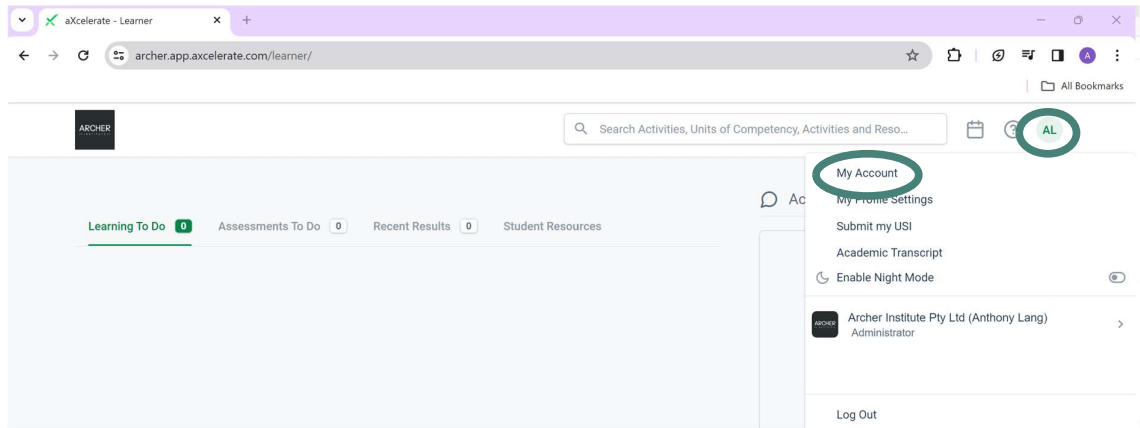 aXcelerate - Learner
archer.app.axcelerate.com/learner/
A
All Bookmarks
ARCHER
Search Activities, Units of Competency, Activities and Reso...
AL
My Account
Ac
My Profile Settings
Learning To Do 0 Assessments To Do 0 Recent Results 0 Student Resources
Submit my USI
Academic Transcript
Enable Night Mode
ARCHER
Archer Institute Pty Ltd (Anthony Lang)
Administrator
Log Out